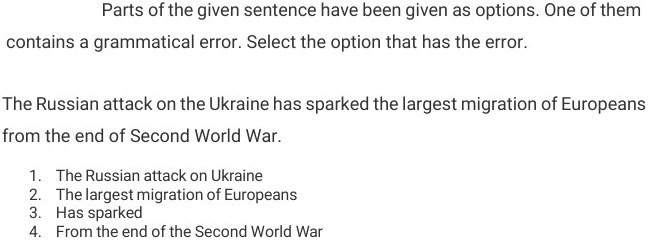 Parts of the given sentence have been given as options. One of them
contains a grammatical error. Select the option that has the error.
The Russian attack on the Ukraine has sparked the largest migration of Europeans
from the end of Second World War.
1. The Russian attack on Ukraine
2. The largest migration of Europeans
3. Has sparked
4. From the end of the Second World War